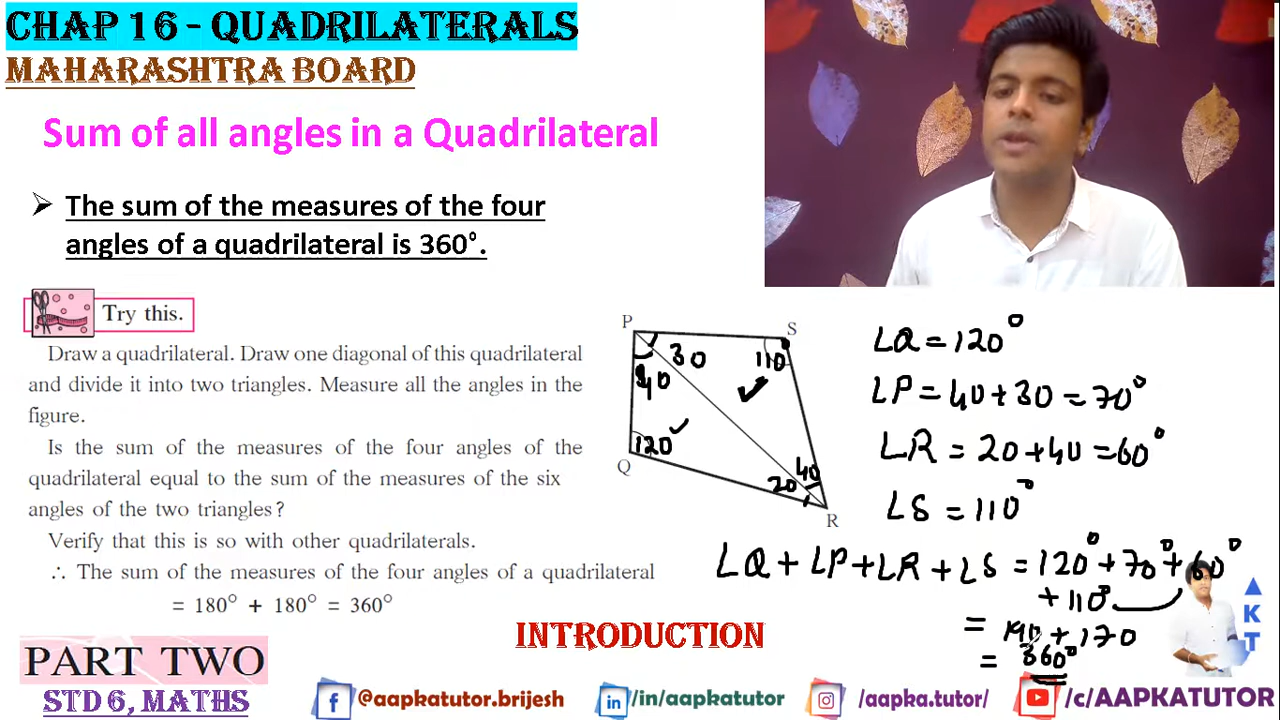 CHAP 16 - QUADRILATERALS
MAHARASHTRA BOARD
Sum of all angles in a Quadrilateral
➢ The sum of the measures of the four
angles of a quadrilateral is 360°.
Try this.
Draw a quadrilateral. Draw one diagonal of this quadrilateral
and divide it into two triangles. Measure all the angles in the
figure.
Is the sum of the measures of the four angles of the
quadrilateral equal to the sum of the measures of the six
angles of the two triangles?
Verify that this is so with other quadrilaterals.
∴ The sum of the measures of the four angles of a quadrilateral
= 180° + 180° = 360°
P S
30 110
40
120
Q
40
20
R
∠Q = 120°
∠P = 40 + 30 = 70°
∠R = 20 + 40 = 60°
∠S = 110°
∠Q + ∠P + ∠R + ∠S = 120° + 70° + 60°
+ 110°
= 190 + 170
= 360°
INTRODUCTION
PART TWO
STD 6, MATHS
AKT
@aapkatutor.brijesh
/in/aapkatutor
/aapka.tutor/
/c/AAPKATUTOR